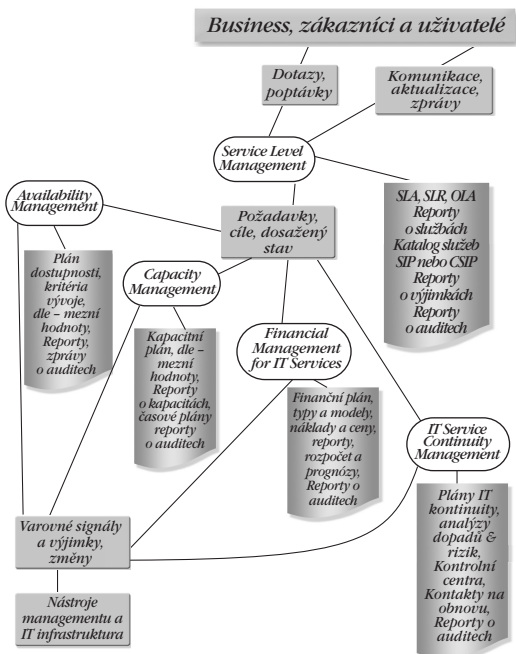 Business, zákazníci a uživatelé
Dotazy,
poptávky
Komunikace,
aktualizace,
zprávy
Service Level
Management
Availability
Management
Požadavky,
cíle, dosažený
stav
SLA, SLR, OLA
Reporty
o službách
Katalog služeb
SIP nebo CSIP
Reporty
o výjimkách
Reporty
o auditech
Plán
dostupnosti,
kritéria
vývoje,
dle – mezní
hodnoty,
Reporty,
zprávy
o auditech
Capacity
Management
Kapacitní
plán, dle –
mezní
hodnoty,
Reporty
o kapacitách,
časové plány
reporty
o auditech
Financial
Management
for IT Services
Finanční plán,
typy a modely,
náklady a ceny,
reporty,
rozpočet a
prognózy,
Reporty o
auditech
IT Service
Continuity
Management
Plány IT
kontinuity,
analýzy
dopadů &
rizik,
Kontrolní
centra,
Kontakty na
obnovu,
Reporty o
auditech
Varovné signály
a výjimky,
změny
Nástroje
managementu a
IT infrastruktura